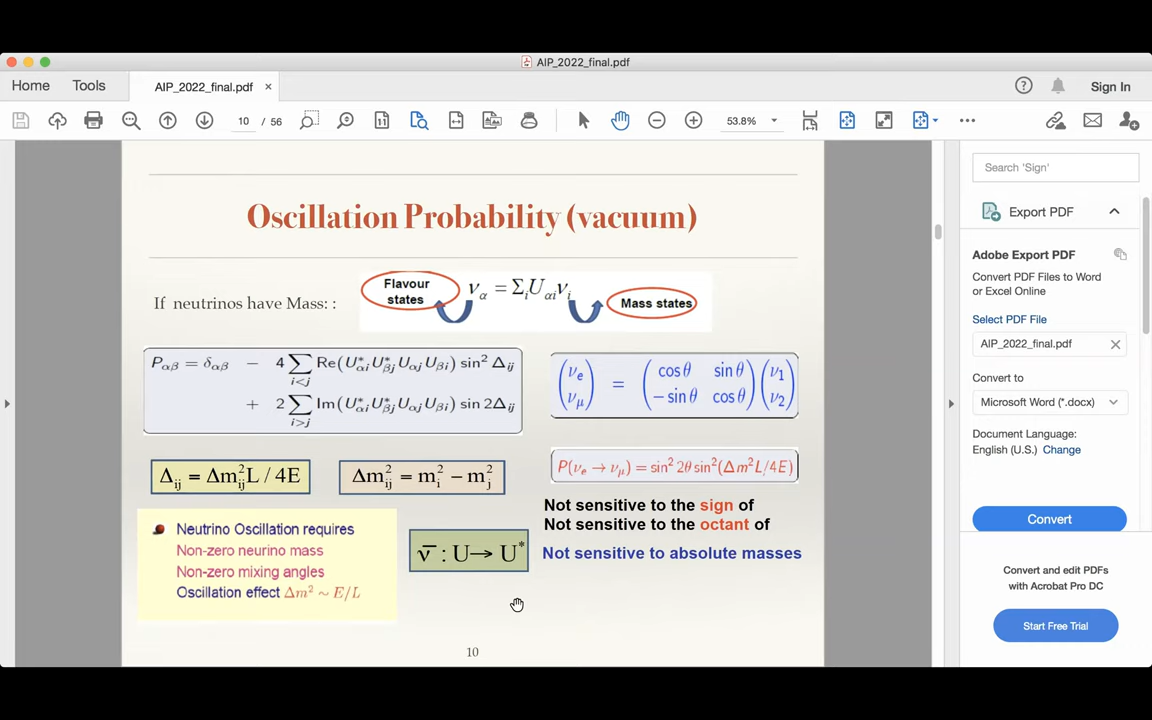 AIP_2022_final.pdf
Home Tools AIP_2022_final.pdf × Sign In
10 / 56 53.8%
Search 'Sign'
Export PDF
Adobe Export PDF
Convert PDF Files to Word
or Excel Online
Select PDF File
AIP_2022_final.pdf
Convert to
Microsoft Word (*.docx)
Document Language:
English (U.S.) Change
Convert
Convert and edit PDFs
with Acrobat Pro DC
Start Free Trial
Oscillation Probability (vacuum)
If neutrinos have Mass: :
Flavour
states
ν_α = Σ_i U_αi ν_i
Mass states
P_αβ = δ_αβ − 4 Σ_{i<j} Re(U*_αi U*_βj U_αj U_βi) sin² Δ_ij
+ 2 Σ_{i>j} Im(U*_αi U*_βj U_αj U_βi) sin 2Δ_ij
(ν_e ν_μ) = (cos θ sin θ −sin θ cos θ) (ν_1 ν_2)
Δ_ij = Δm²_ij L / 4E
Δm²_ij = m²_i − m²_j
P(ν_e → ν_μ) = sin² 2θ sin²(Δm²L/4E)
Not sensitive to the sign of
Not sensitive to the octant of
Not sensitive to absolute masses
Neutrino Oscillation requires
Non-zero neurino mass
Non-zero mixing angles
Oscillation effect Δm² ~ E/L
ν̄ : U→ U*
10